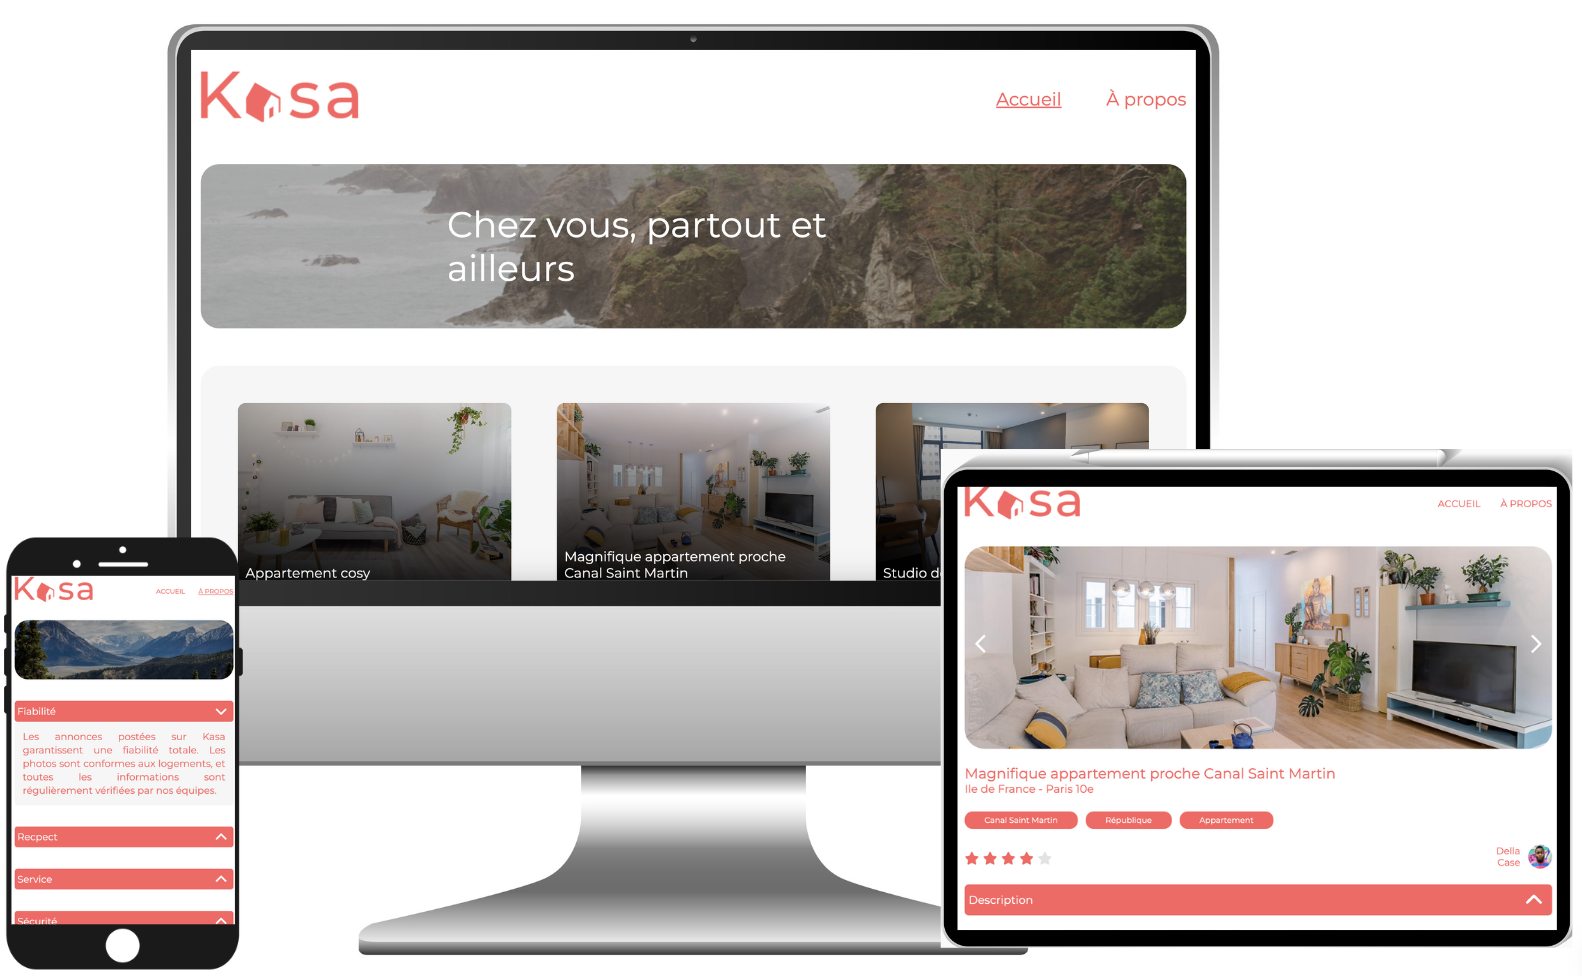 Kasa
Accueil À propos
Chez vous, partout et
ailleurs
Appartement cosy
Magnifique appartement proche
Canal Saint Martin
Studio d
Kasa
ACCUEIL À PROPOS
Fiabilité
Les annonces postées sur Kasa
garantissent une fiabilité totale. Les
photos sont conformes aux logements, et
toutes les informations sont
régulièrement vérifiées par nos équipes.
Recpect
Service
Sécurité
Kasa
ACCUEIL À PROPOS
Magnifique appartement proche Canal Saint Martin
Ile de France - Paris 10e
Canal Saint Martin République Appartement
Della
Case
Description